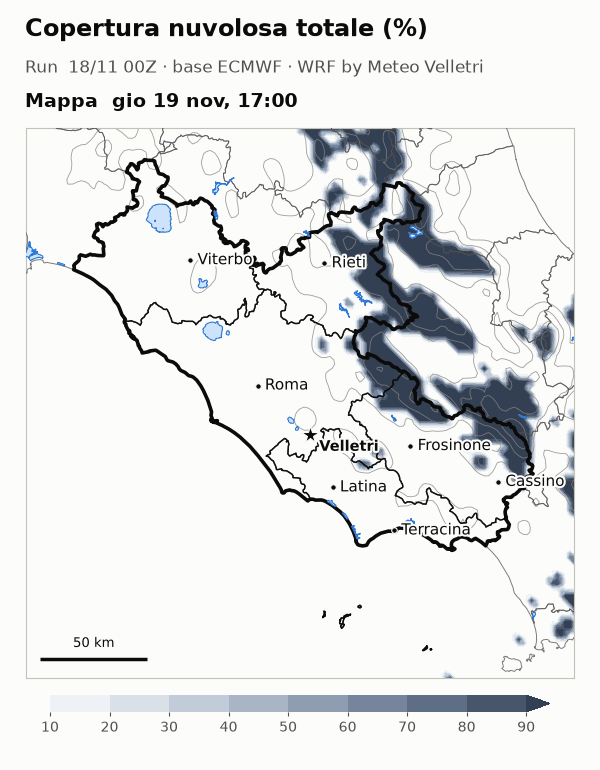 Copertura nuvolosa totale (%)
Run  18/11 00Z · base ECMWF · WRF by Meteo Velletri
Mappa  gio 19 nov, 17:00
Viterbo
Rieti
Roma
Velletri
Frosinone
Cassino
Latina
Terracina
50 km
10 20 30 40 50 60 70 80 90